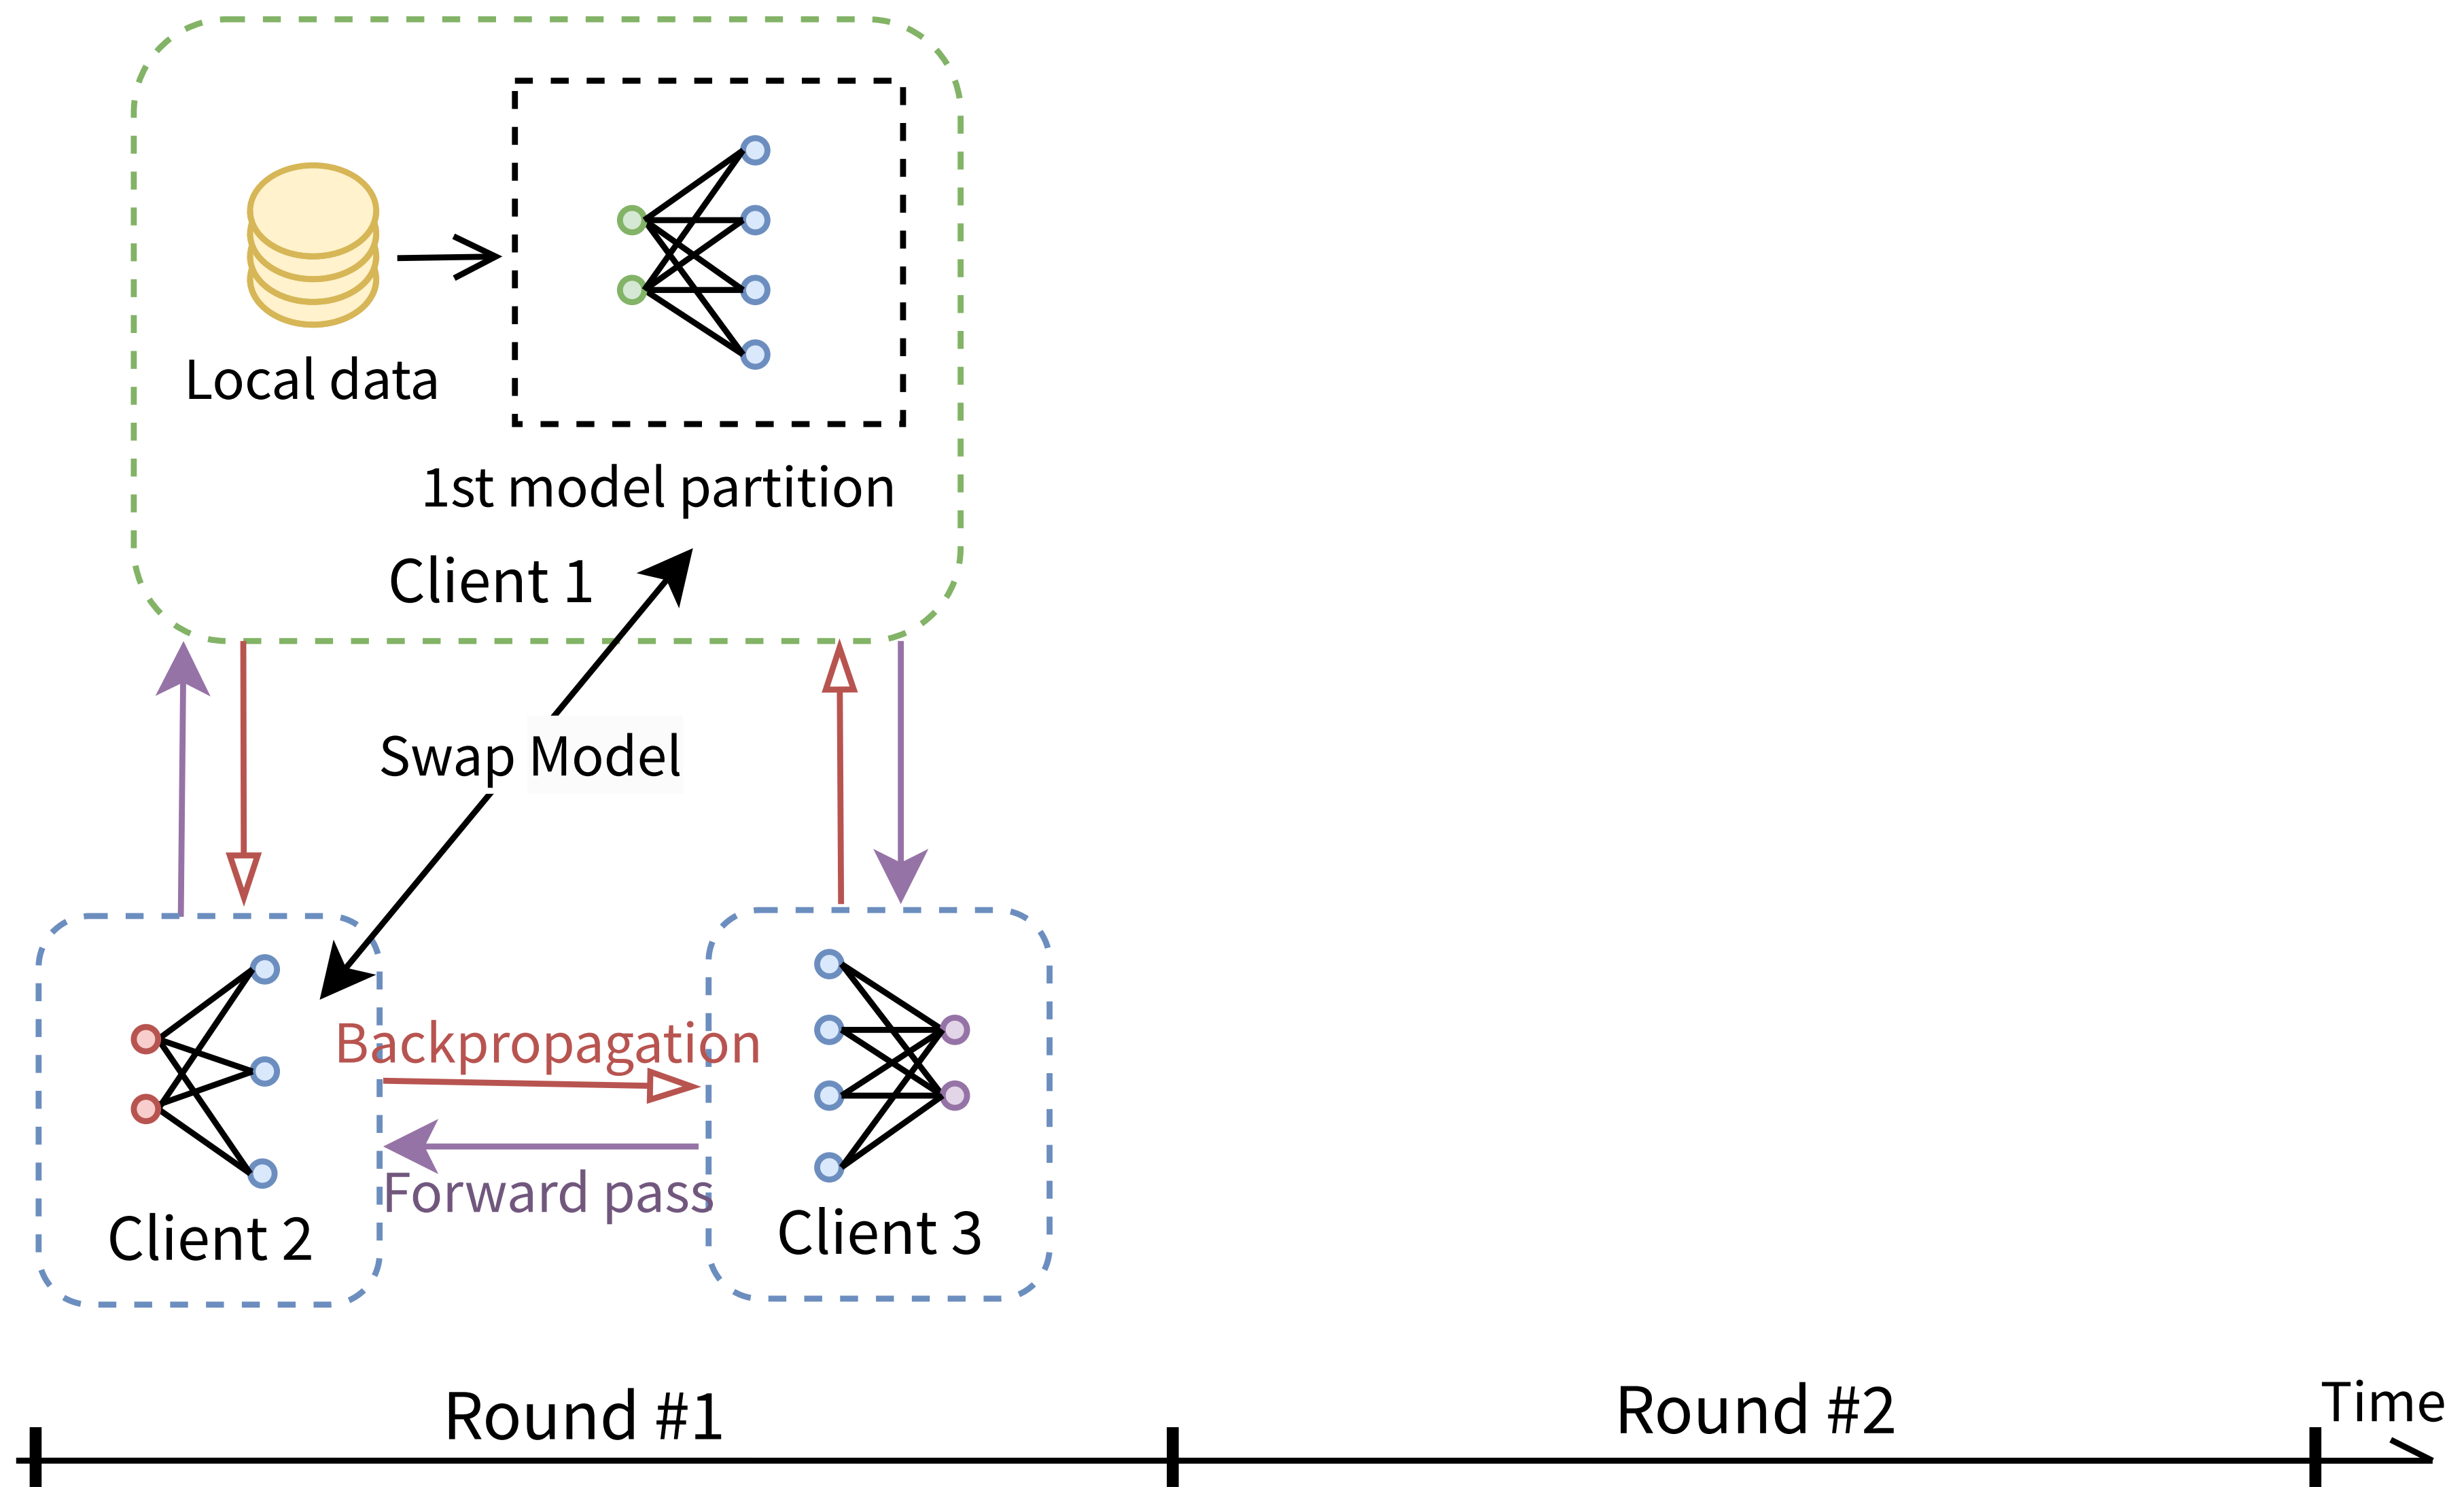 Local data
1st model partition
Client 1
Swap Model
Backpropagation
Forward pass
Client 2
Client 3
Round #1
Round #2
Time